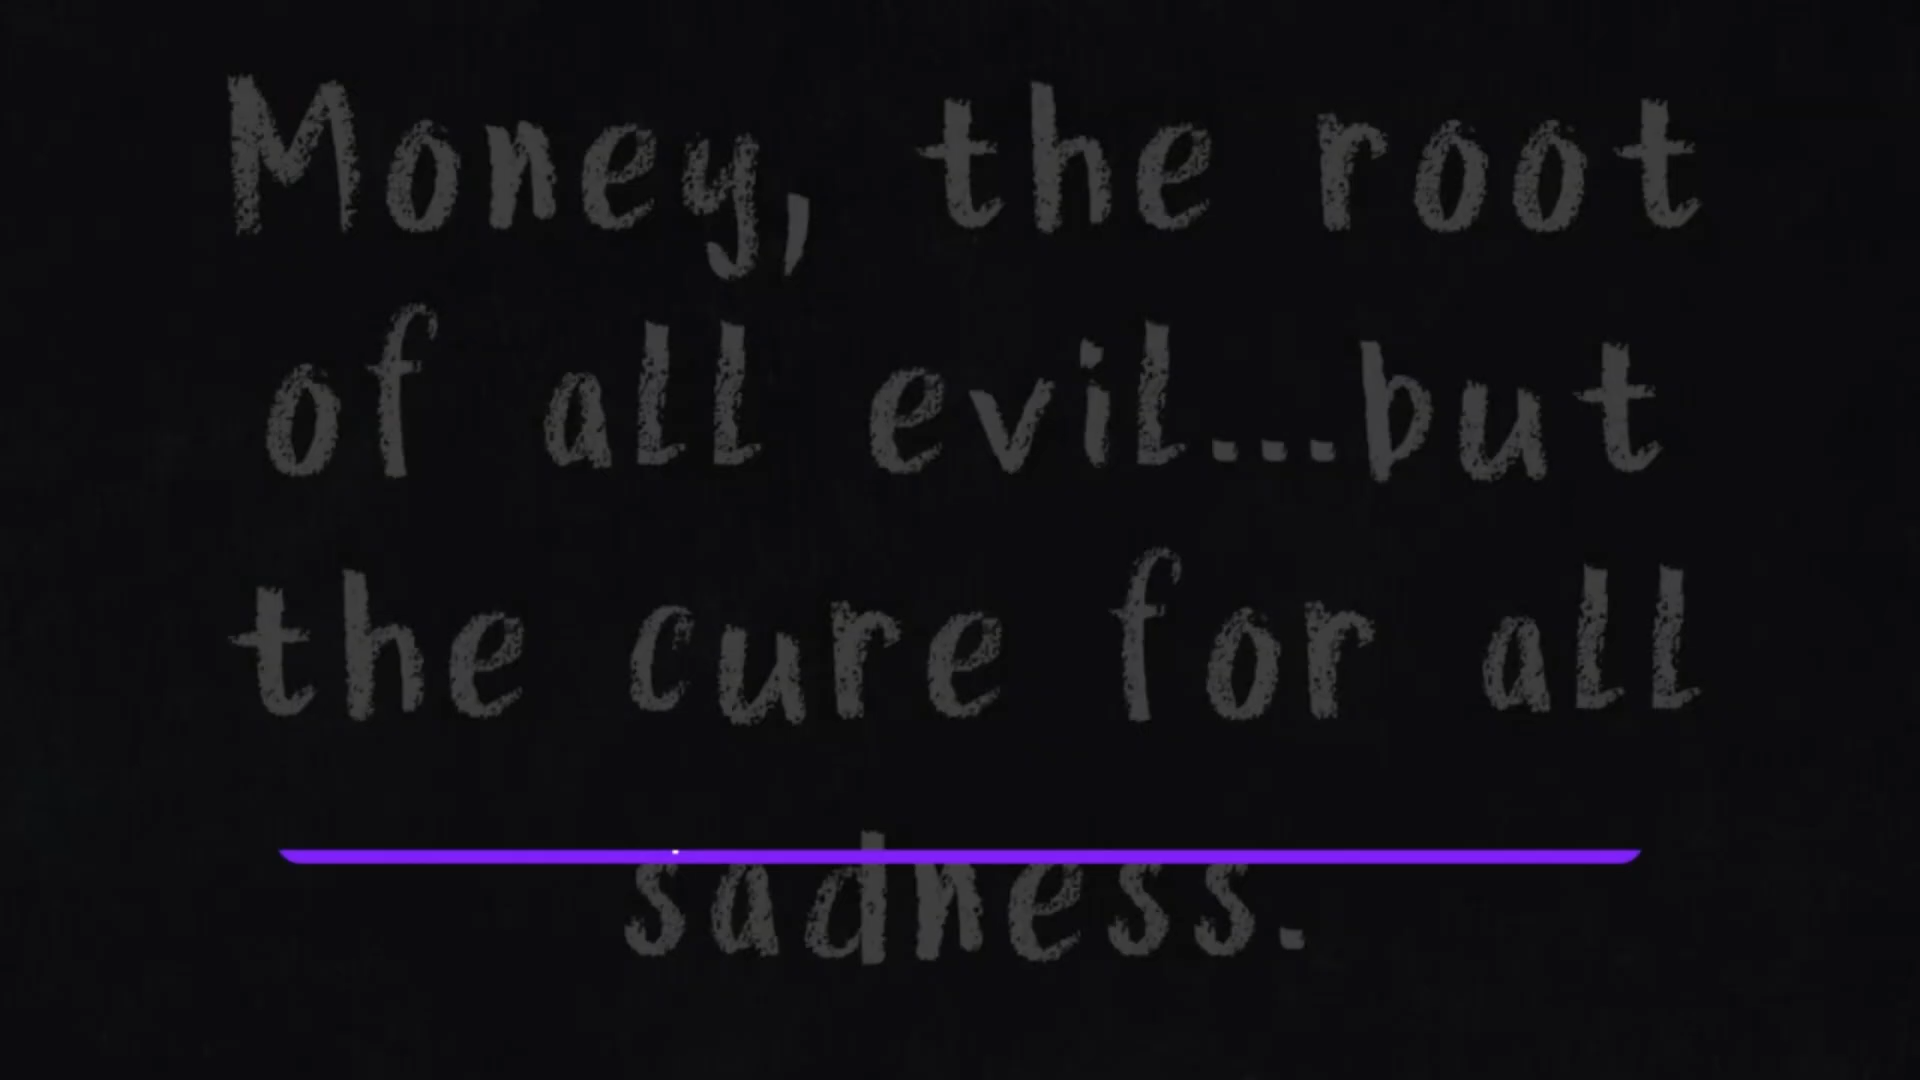 Money, the root
of all evil...but
the cure for all
sadness.